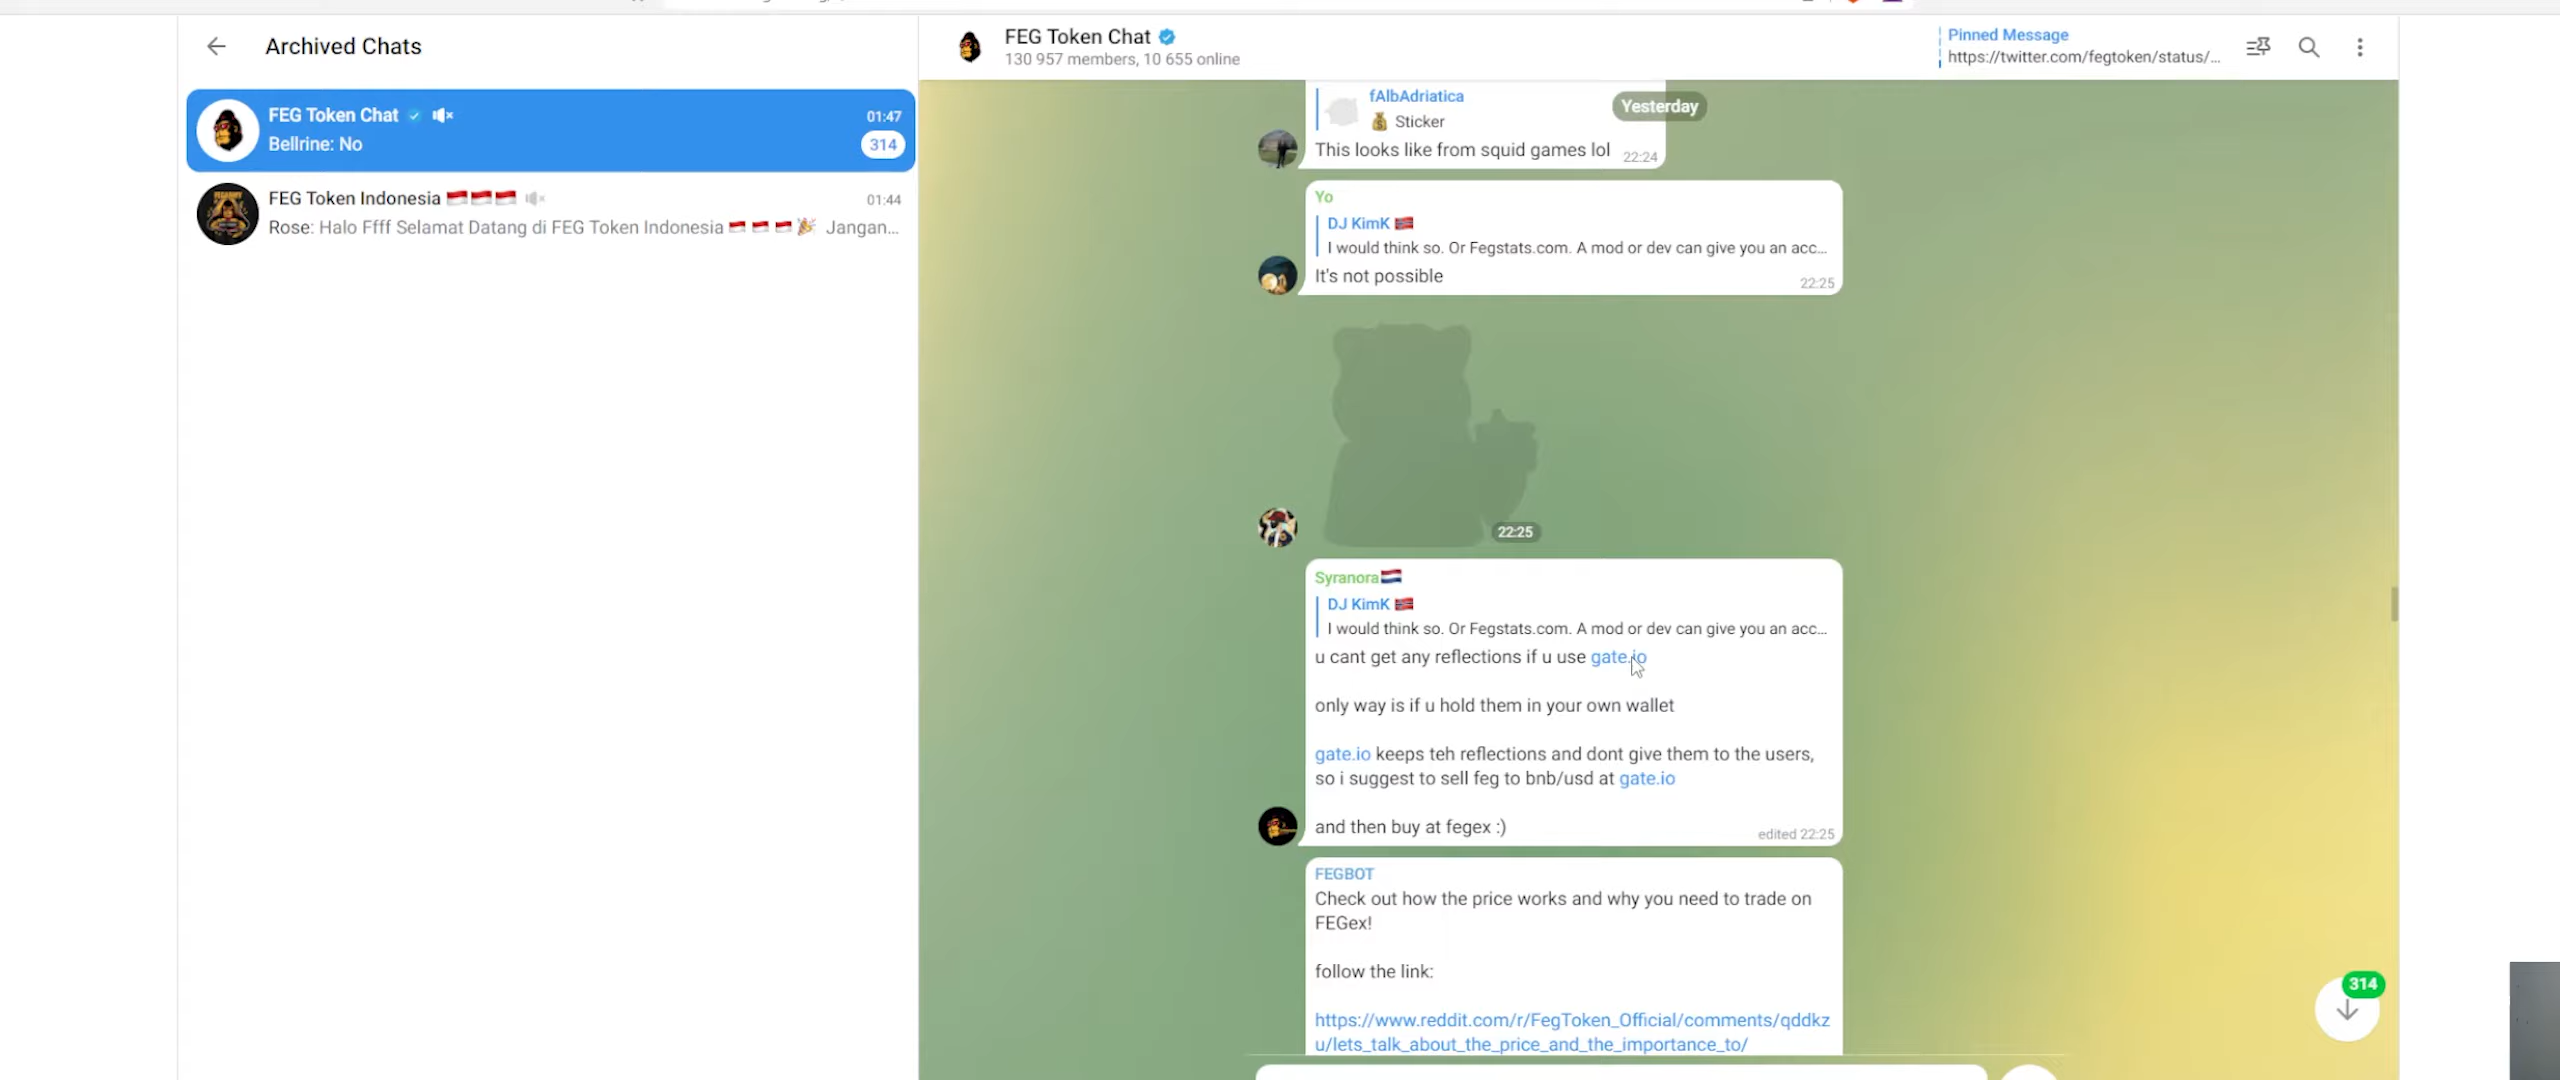 Archived Chats
FEG Token Chat
01:47
Bellrine: No
314
FEG Token Indonesia 🇮🇩🇮🇩🇮🇩
01:44
Rose: Halo Ffff Selamat Datang di FEG Token Indonesia 🇮🇩 🇮🇩 🇮🇩 🎉 Jangan...
FEG Token Chat
130 957 members, 10 655 online
Pinned Message
https://twitter.com/fegtoken/status/...
Yesterday
fAlbAdriatica
💰 Sticker
This looks like from squid games lol
22:24
Yo
DJ KimK 🇳🇴
I would think so. Or Fegstats.com. A mod or dev can give you an acc...
It's not possible
22:25
22:25
Syranora🇳🇱
DJ KimK 🇳🇴
I would think so. Or Fegstats.com. A mod or dev can give you an acc...
u cant get any reflections if u use gate.io
only way is if u hold them in your own wallet
gate.io keeps teh reflections and dont give them to the users,
so i suggest to sell feg to bnb/usd at gate.io
and then buy at fegex :)
edited 22:25
FEGBOT
Check out how the price works and why you need to trade on
FEGex!
follow the link:
https://www.reddit.com/r/FegToken_Official/comments/qddkz
u/lets_talk_about_the_price_and_the_importance_to/
314